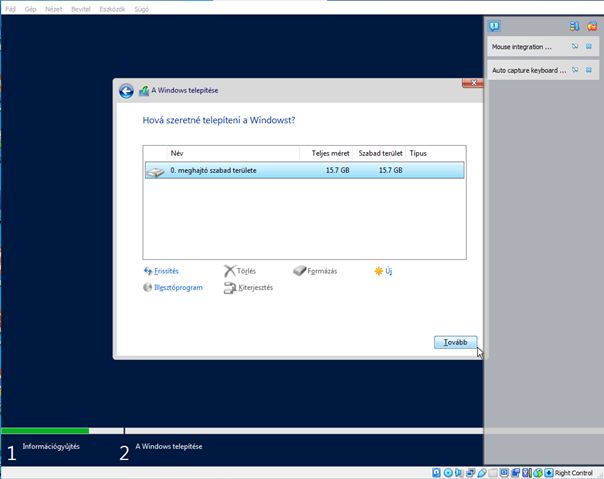 Fájl Gép Nézet Bevitel Eszközök Súgó
Mouse integration ...
Auto capture keyboard ...
A Windows telepítése
Hová szeretné telepíteni a Windowst?
Név Teljes méret Szabad terület Típus
0. meghajtó szabad területe 15.7 GB 15.7 GB
Frissítés Törlés Formázás Új
Illesztőprogram Kiterjesztés
Tovább
1 Információgyűjtés 2 A Windows telepítése
Right Control